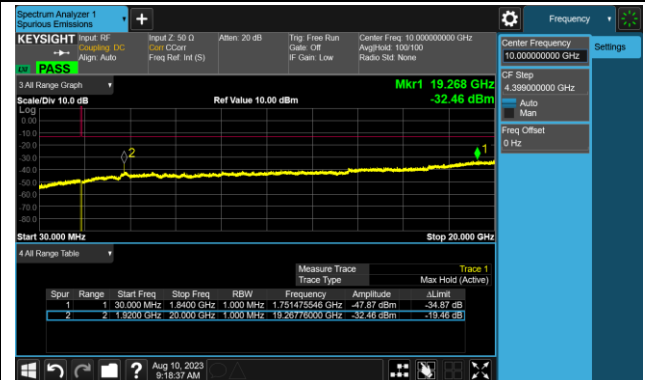 Spectrum Analyzer 1
Spurious Emissions
Frequency
KEYSIGHT
Input: RF
Coupling: DC
Align: Auto
Input Z: 50 Ω
Corr CCorr
Freq Ref: Int (S)
Atten: 20 dB
Trig: Free Run
Gate: Off
IF Gain: Low
Center Freq: 10.000000000 GHz
Avg|Hold: 100/100
Radio Std: None
PASS
Center Frequency
10.000000000 GHz
Settings
CF Step
4.399000000 GHz
Auto
Man
Freq Offset
0 Hz
3 All Range Graph
Mkr1 19.268 GHz
Scale/Div 10.0 dB
Ref Value 10.00 dBm
-32.46 dBm
Log
0.00
-10.0
-20.0
-30.0
-40.0
-50.0
-60.0
-70.0
-80.0
2
1
Start 30.000 MHz
Stop 20.000 GHz
4 All Range Table
Measure Trace Trace 1
Trace Type Max Hold (Active)
Spur Range Start Freq Stop Freq RBW Frequency Amplitude ΔLimit
1 1 30.000 MHz 1.8400 GHz 1.000 MHz 1.751475546 GHz -47.87 dBm -34.87 dB
2 2 1.9200 GHz 20.000 GHz 1.000 MHz 19.26776000 GHz -32.46 dBm -19.46 dB
?
Aug 10, 2023
9:18:37 AM